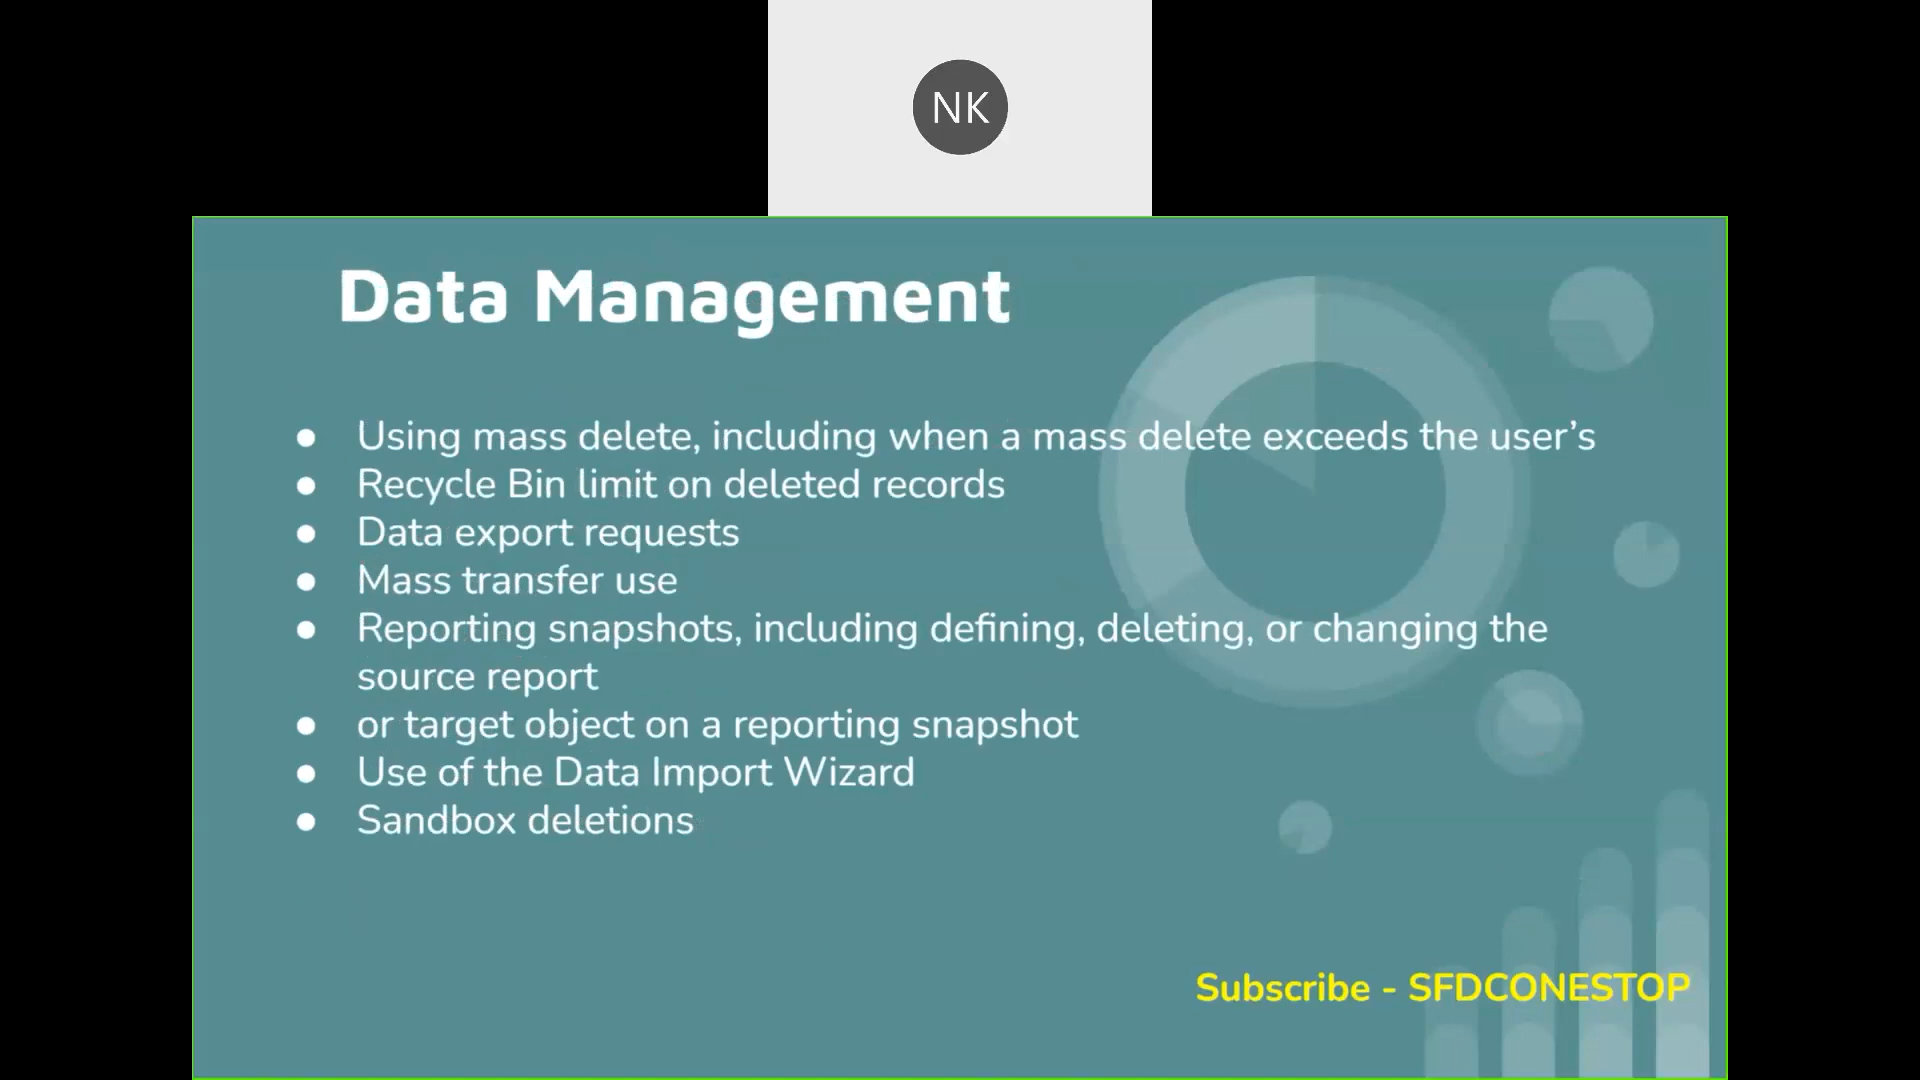 NK
Data Management
● Using mass delete, including when a mass delete exceeds the user’s
● Recycle Bin limit on deleted records
● Data export requests
● Mass transfer use
● Reporting snapshots, including defining, deleting, or changing the
source report
● or target object on a reporting snapshot
● Use of the Data Import Wizard
● Sandbox deletions
Subscribe - SFDCONESTOP